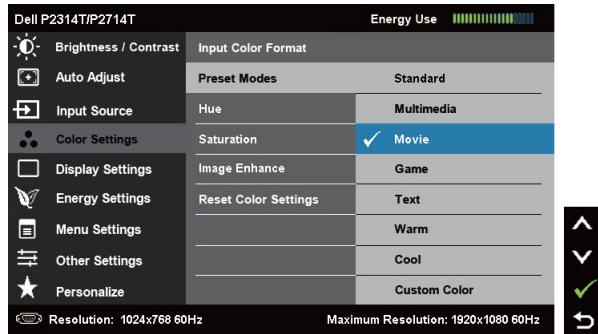 Dell P2314T/P2714T Energy Use
Brightness / Contrast Input Color Format
Auto Adjust Preset Modes Standard
Input Source Hue Multimedia
Color Settings Saturation Movie
Display Settings Image Enhance Game
Energy Settings Reset Color Settings Text
Menu Settings Warm
Other Settings Cool
Personalize Custom Color
Resolution: 1024x768 60Hz Maximum Resolution: 1920x1080 60Hz